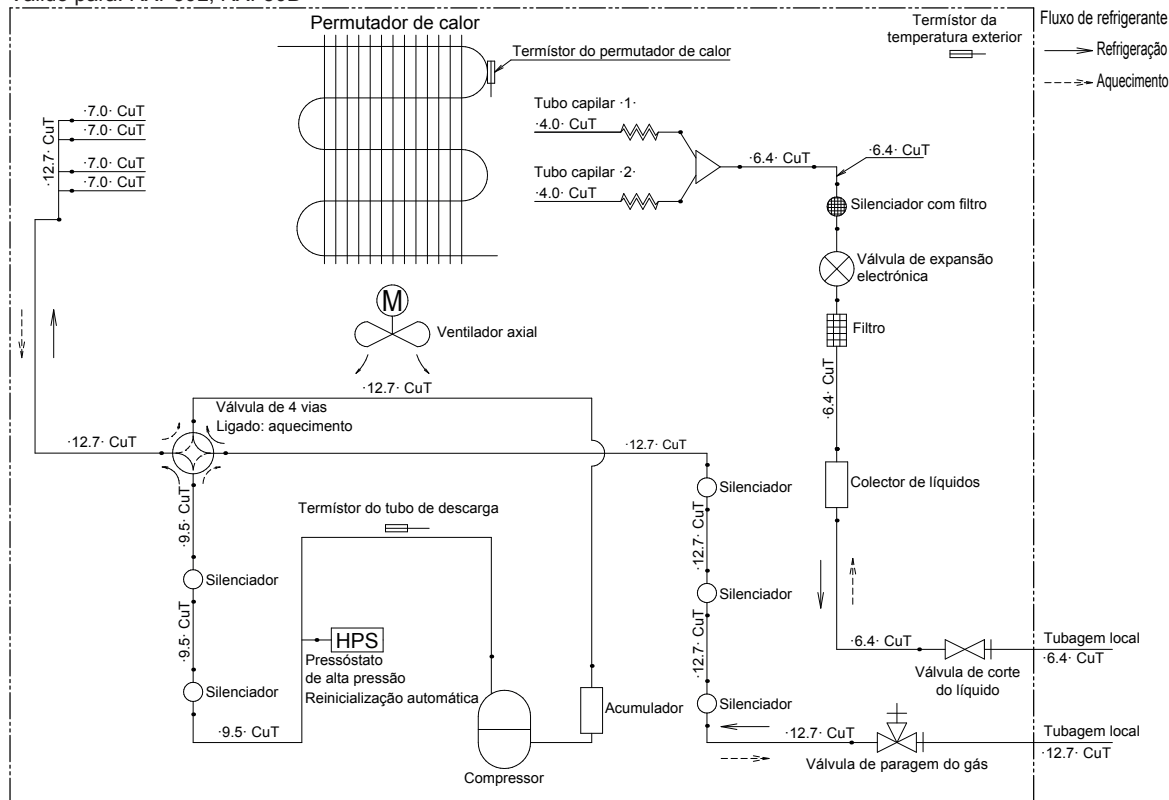 Permutador de calor
Termístor do permutador de calor
Termístor da
temperatura exterior
Fluxo de refrigerante
Refrigeração
Aquecimento
·7.0· CuT
·7.0· CuT
·7.0· CuT
·7.0· CuT
·12.7· CuT
Tubo capilar ·1·
·4.0· CuT
Tubo capilar ·2·
·4.0· CuT
·6.4· CuT
·6.4· CuT
Silenciador com filtro
Válvula de expansão
electrónica
Filtro
·6.4· CuT
M
Ventilador axial
·12.7· CuT
Válvula de 4 vias
Ligado: aquecimento
·12.7· CuT
·12.7· CuT
Colector de líquidos
Silenciador
·12.7· CuT
Silenciador
·12.7· CuT
Silenciador
·9.5· CuT
Silenciador
·9.5· CuT
Silenciador
·9.5· CuT
Termístor do tubo de descarga
HPS
Pressóstato
de alta pressão
Reinicialização automática
Acumulador
Compressor
·6.4· CuT
Válvula de corte
do líquido
Tubagem local
·6.4· CuT
·12.7· CuT
Válvula de paragem do gás
Tubagem local
·12.7· CuT